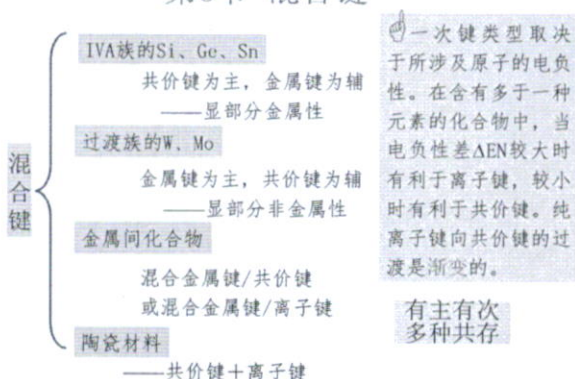 混合键
IVA族的Si、Ge、Sn
共价键为主，金属键为辅
——显部分金属性
过渡族的W、Mo
金属键为主，共价键为辅
——显部分非金属性
金属间化合物
混合金属键/共价键
或混合金属键/离子键
陶瓷材料
——共价键＋离子键
一次键类型取决
于所涉及原子的电负
性。在含有多于一种
元素的化合物中，当
电负性差ΔEN较大时
有利于离子键，较小
时有利于共价键。纯
离子键向共价键的过
渡是渐变的。
有主有次
多种共存